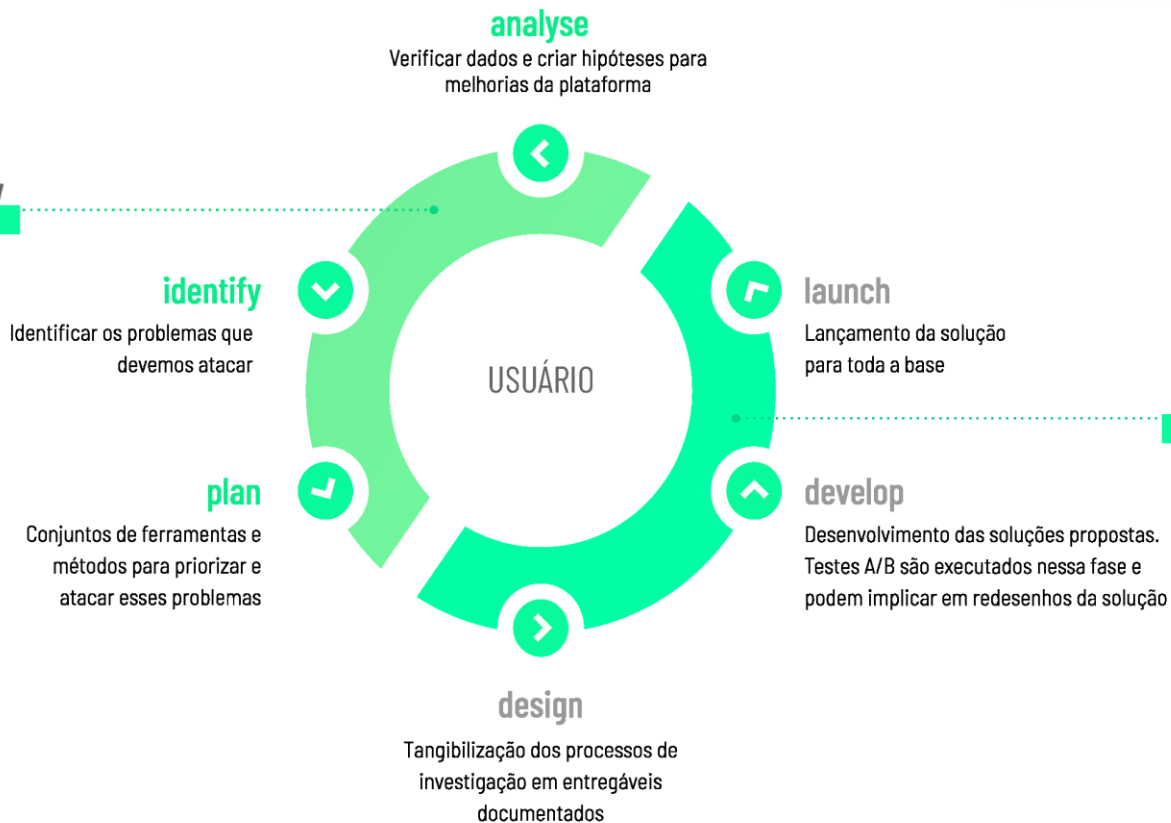 analyse
Verificar dados e criar hipóteses para
melhorias da plataforma
identify
Identificar os problemas que
devemos atacar
launch
Lançamento da solução
para toda a base
USUÁRIO
plan
Conjuntos de ferramentas e
métodos para priorizar e
atacar esses problemas
develop
Desenvolvimento das soluções propostas.
Testes A/B são executados nessa fase e
podem implicar em redesenhos da solução
design
Tangibilização dos processos de
investigação em entregáveis
documentados